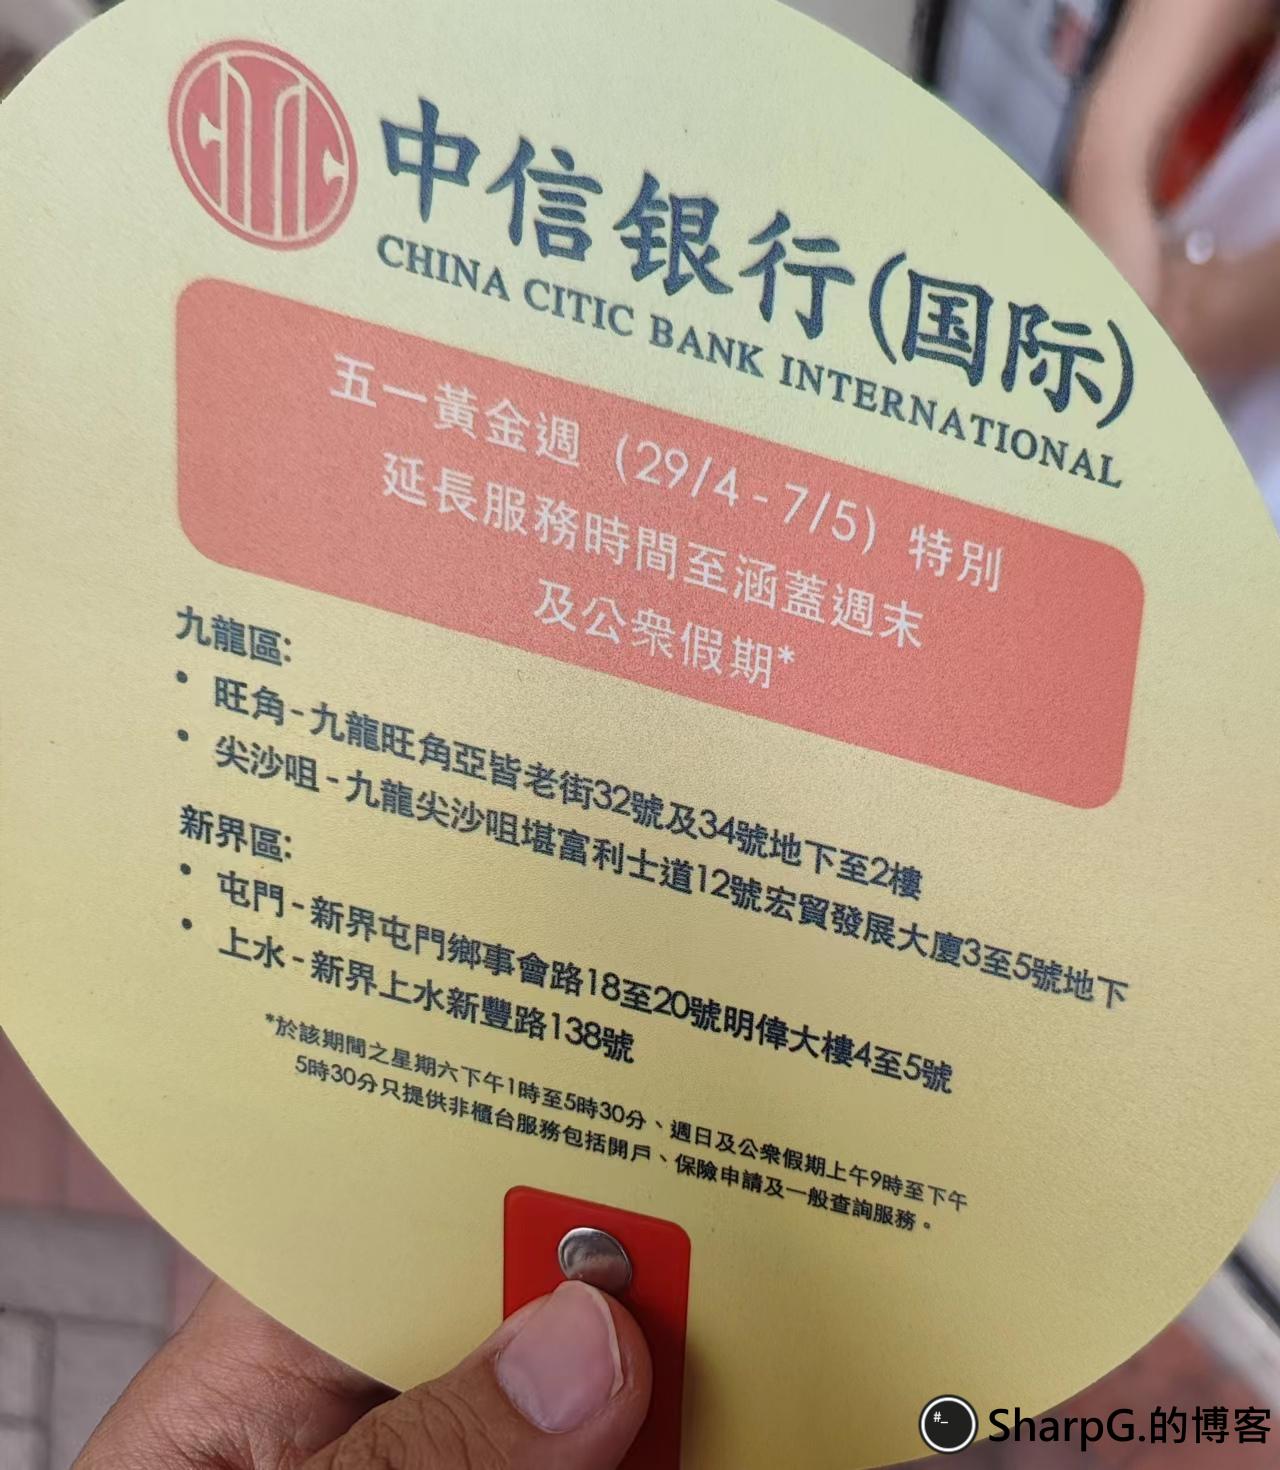 中信银行(国际)
CHINA CITIC BANK INTERNATIONAL
五一黃金週 (29/4 - 7/5) 特別
延長服務時間至涵蓋週末
及公眾假期*
九龍區:
• 旺角 - 九龍旺角亞皆老街32號及34號地下至2樓
• 尖沙咀 - 九龍尖沙咀堪富利士道12號宏貿發展大廈3至5號地下
新界區:
• 屯門 - 新界屯門鄉事會路18至20號明偉大樓4至5號
• 上水 - 新界上水新豐路138號
*於該期間之星期六下午1時至5時30分、週日及公眾假期上午9時至下午
5時30分只提供非櫃台服務包括開戶、保險申請及一般查詢服務。
#_ SharpG.的博客